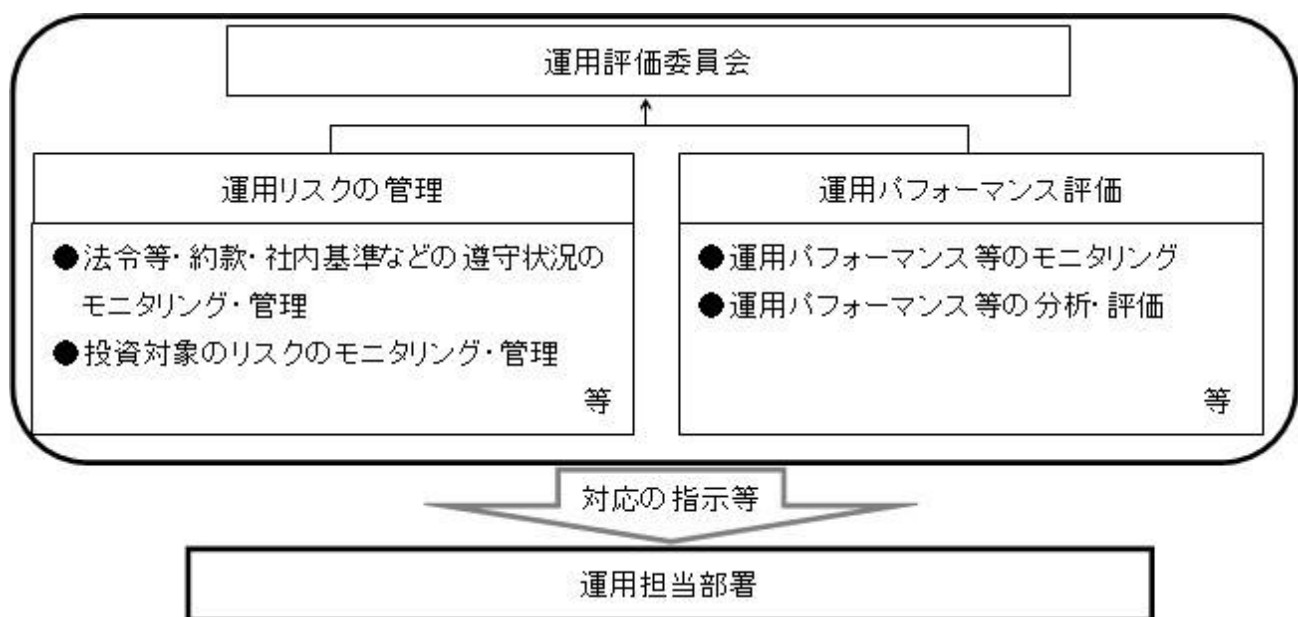 運用評価委員会
運用リスクの管理
●法令等・約款・社内基準などの遵守状況の
モニタリング・管理
●投資対象のリスクのモニタリング・管理
等
運用パフォーマンス評価
●運用パフォーマンス等のモニタリング
●運用パフォーマンス等の分析・評価
等
対応の指示等
運用担当部署